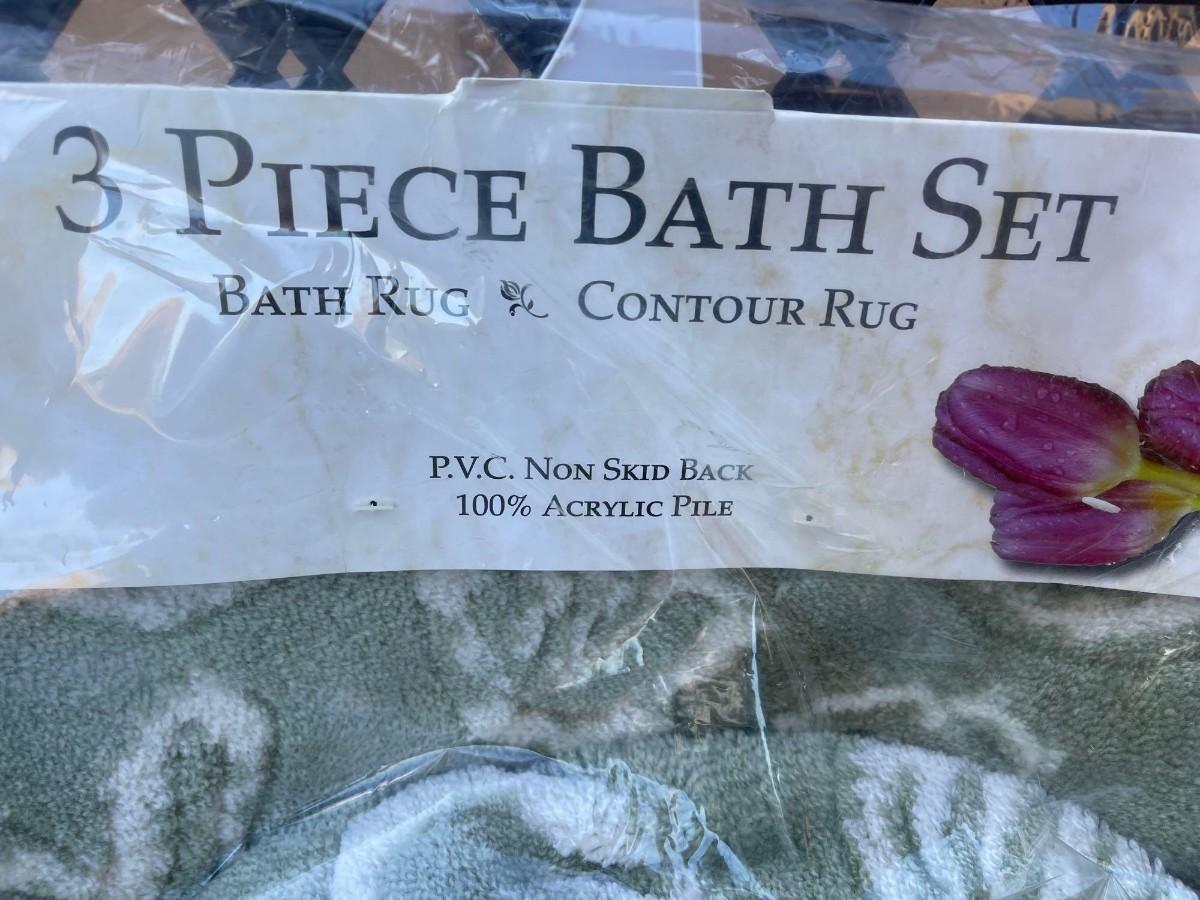 3 Piece Bath Set
Bath Rug Contour Rug
P.V.C. Non Skid Back
100% Acrylic Pile